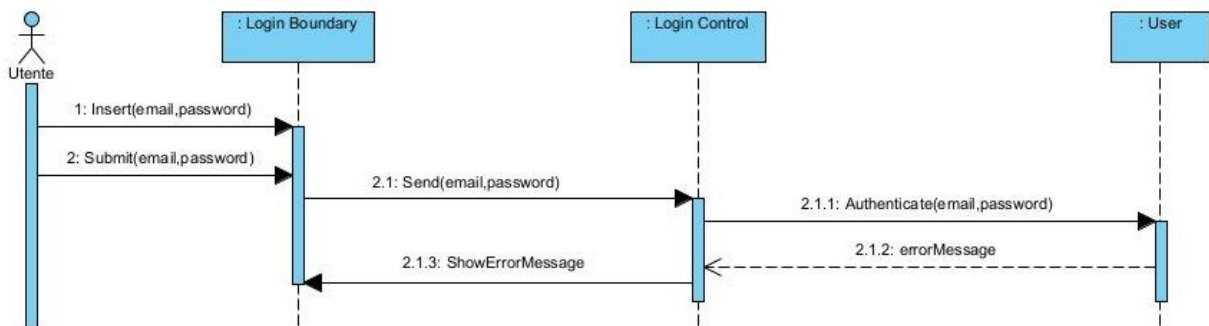 : Login Boundary
: Login Control
: User
Utente
1: Insert(email,password)
2: Submit(email,password)
2.1: Send(email,password)
2.1.1: Authenticate(email,password)
2.1.2: errorMessage
2.1.3: ShowErrorMessage